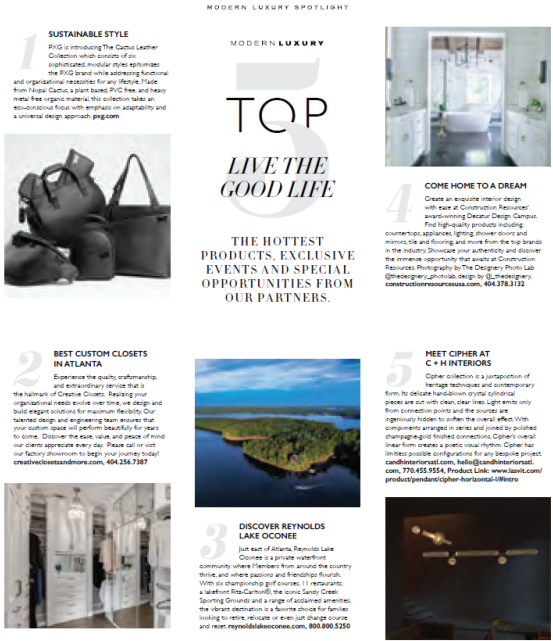 MODERN LUXURY SPOTLIGHT
1
SUSTAINABLE STYLE
PXG is introducing The Cactus Leather
Collection which consists of six
sophisticated, modular styles epitomizes
the PXG brand while addressing functional
and organizational necessities for any lifestyle. Made
from Nopal Cactus, a plant based, PVC free, and heavy
metal free organic material, this collection takes an
eco-conscious focus with emphasis on adaptability and
a universal design approach. pxg.com
MODERN LUXURY
5
TOP
LIVE THE
GOOD LIFE
THE HOTTEST
PRODUCTS, EXCLUSIVE
EVENTS AND SPECIAL
OPPORTUNITIES FROM
OUR PARTNERS.
2
BEST CUSTOM CLOSETS
IN ATLANTA
Experience the quality, craftsmanship,
and extraordinary service that is
the hallmark of Creative Closets. Realizing your
organizational needs evolve over time, we design and
build elegant solutions for maximum flexibility. Our
talented design and engineering team ensures that
your custom space will perform beautifully for years
to come. Discover the ease, value, and peace of mind
our clients appreciate every day. Please call or visit
our factory showroom to begin your journey today!
creativeclosetsandmore.com, 404.256.7387
3
DISCOVER REYNOLDS
LAKE OCONEE
Just east of Atlanta, Reynolds Lake
Oconee is a private waterfront
community where Members from around the country
thrive, and where passions and friendships flourish.
With six championship golf courses, 11 restaurants,
a lakefront Ritz-Carlton®, the iconic Sandy Creek
Sporting Grounds and a range of acclaimed amenities,
the vibrant destination is a favorite choice for families
looking to retire, relocate or even just change course
and reset. reynoldslakeoconee.com, 800.800.5250
4
COME HOME TO A DREAM
Create an exquisite interior design
with ease at Construction Resources'
award-winning Decatur Design Campus.
Find high-quality products including
countertops, appliances, lighting, shower doors and
mirrors, tile and flooring, and more from the top brands
in the industry. Showcase your authenticity and discover
the immense opportunity that awaits at Construction
Resources. Photography by The Designery Photo Lab
@thedesignery_photolab, design by @_thedesignery.
constructionresourcesusa.com, 404.378.3132
5
MEET CIPHER AT
C + H INTERIORS
Cipher collection is a juxtaposition of
heritage techniques and contemporary
form. Its delicate hand-blown crystal cylindrical
pieces are cut with clean, clear lines. Light emits only
from connection points and the sources are
ingeniously hidden to soften the overall effect. With
components arranged in series and joined by polished
champagne-gold finished connections, Cipher's overall
linear form creates a poetic visual rhythm. Cipher has
limitless possible configurations for any bespoke project.
candhinteriorsatl.com, hello@candhinteriorsatl.
com, 770.455.9554, Product Link: www.lasvit.com/
product/pendant/cipher-horizontal-l/#intro